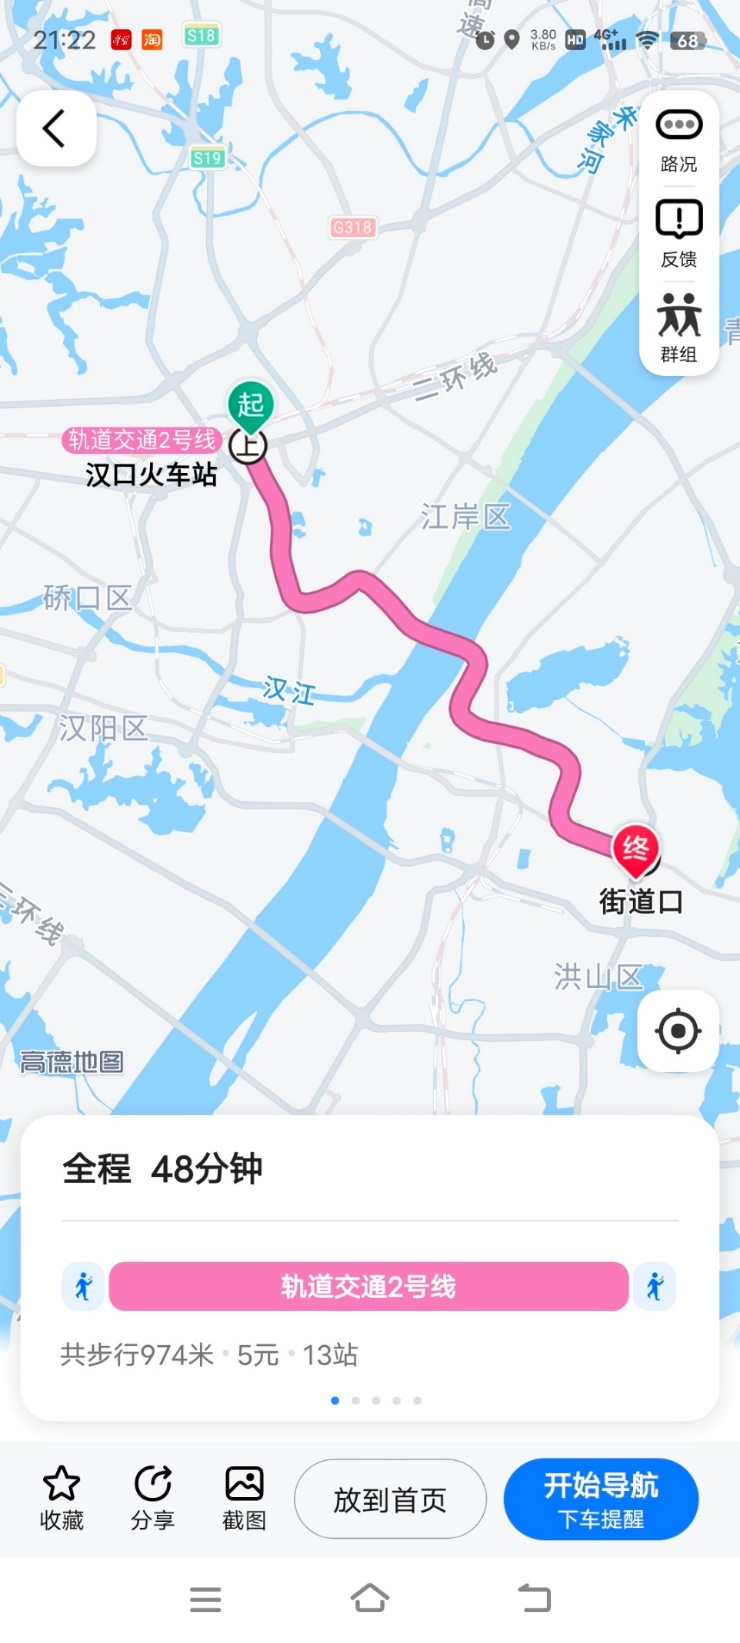 21:22
淘
S18
高速
3.80
KB/s
HD
4G+
68
朱家河
路况
S19
G318
反馈
青
群组
二环线
起
轨道交通2号线
上
汉口火车站
江岸区
硚口区
汉江
汉阳区
终
街道口
三环线
洪山区
高德地图
全程 48分钟
轨道交通2号线
共步行974米·5元·13站
收藏
分享
截图
放到首页
开始导航
下车提醒